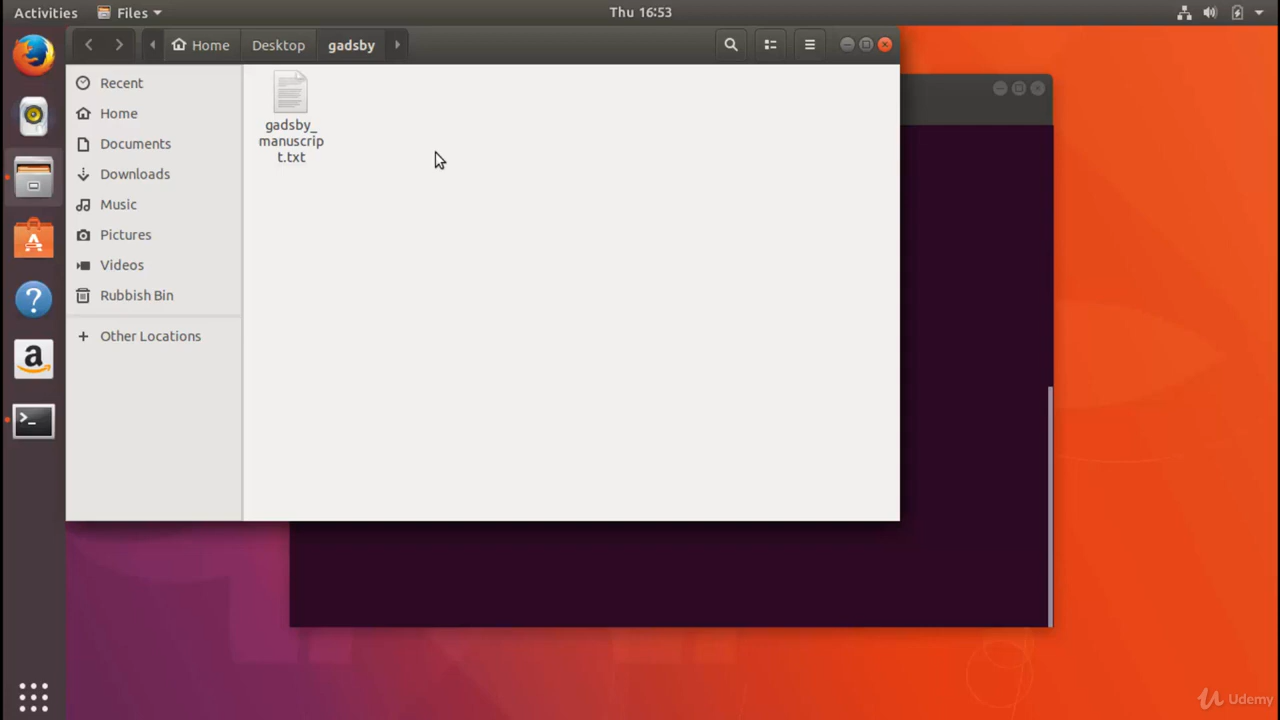 Activities Files Thu 16:53
Home Desktop gadsby
Recent
Home
Documents
Downloads
Music
Pictures
Videos
Rubbish Bin
Other Locations
gadsby_
manuscrip
t.txt
Udemy